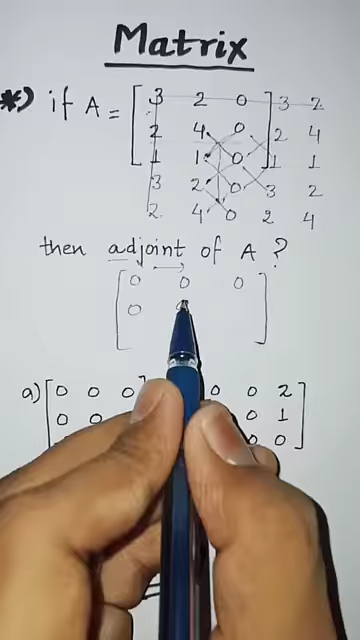 Matrix
*) if A = [ 3 2 0 ] 3 2
2 4 0 2 4
1 1 0 1 1
3 2 0 3 2
2 4 0 2 4
then adjoint of A ?
0 0 0
0
a) [ 0 0 0 ] 0 0 2 ]
0 0 0 1
0 0